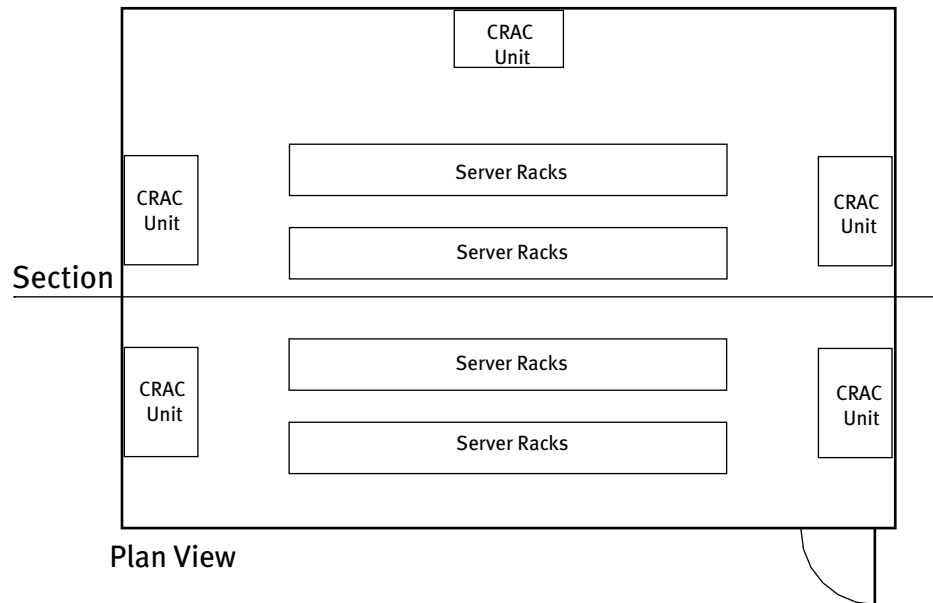 CRAC
Unit
Server Racks
CRAC
Unit
CRAC
Unit
Server Racks
Section
Server Racks
CRAC
Unit
CRAC
Unit
Server Racks
Plan View